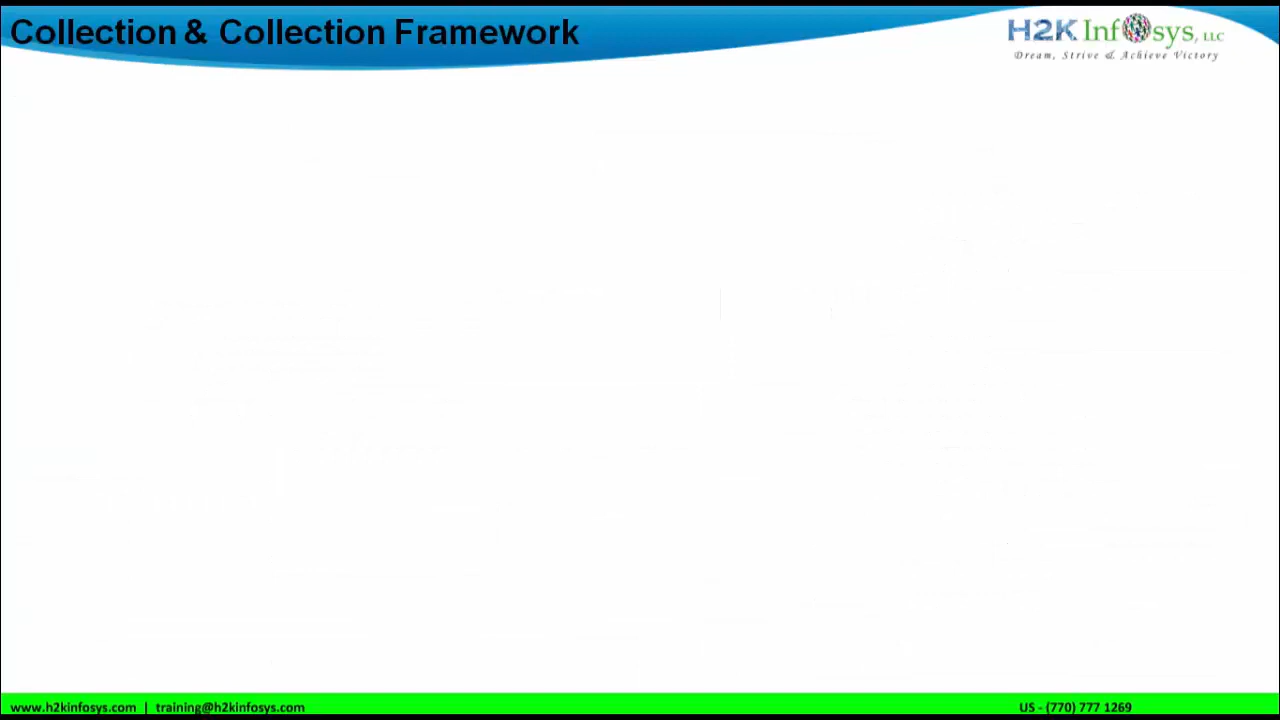 Collection & Collection Framework
H2K Infosys, LLC
Dream, Strive & Achieve Victory
www.h2kinfosys.com | training@h2kinfosys.com
US - (770) 777 1269